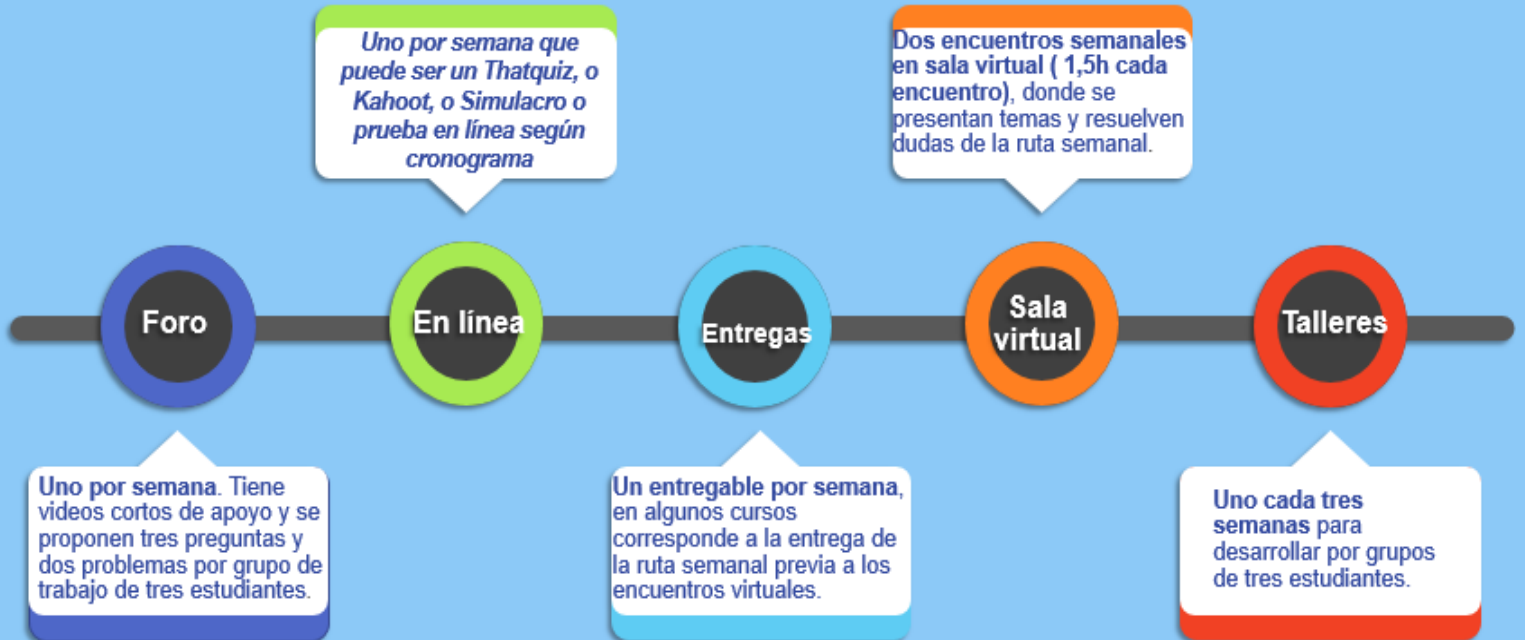 Uno por semana que
puede ser un Thatquiz, o
Kahoot, o Simulacro o
prueba en línea según
cronograma
Dos encuentros semanales
en sala virtual ( 1,5h cada
encuentro), donde se
presentan temas y resuelven
dudas de la ruta semanal.
Foro
En línea
Entregas
Sala
virtual
Talleres
Uno por semana. Tiene
videos cortos de apoyo y se
proponen tres preguntas y
dos problemas por grupo de
trabajo de tres estudiantes.
Un entregable por semana,
en algunos cursos
corresponde a la entrega de
la ruta semanal previa a los
encuentros virtuales.
Uno cada tres
semanas para
desarrollar por grupos
de tres estudiantes.